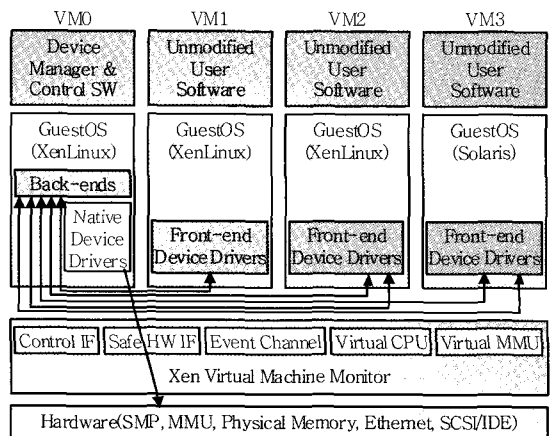 VM0
VM1
VM2
VM3
Device
Manager &
Control SW
Unmodified
User
Software
Unmodified
User
Software
Unmodified
User
Software
GuestOS
(XenLinux)
GuestOS
(XenLinux)
GuestOS
(XenLinux)
GuestOS
(Solaris)
Back-ends
Native
Device
Drivers
Front-end
Device Drivers
Front-end
Device Drivers
Front-end
Device Drivers
Control IF
Safe HW IF
Event Channel
Virtual CPU
Virtual MMU
Xen Virtual Machine Monitor
Hardware(SMP, MMU, Physical Memory, Ethernet, SCSI/IDE)